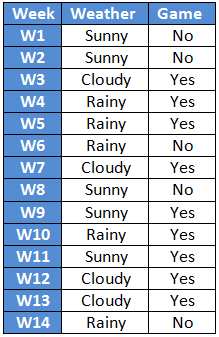 Week Weather Game
W1 Sunny No
W2 Sunny No
W3 Cloudy Yes
W4 Rainy Yes
W5 Rainy Yes
W6 Rainy No
W7 Cloudy Yes
W8 Sunny No
W9 Sunny Yes
W10 Rainy Yes
W11 Sunny Yes
W12 Cloudy Yes
W13 Cloudy Yes
W14 Rainy No